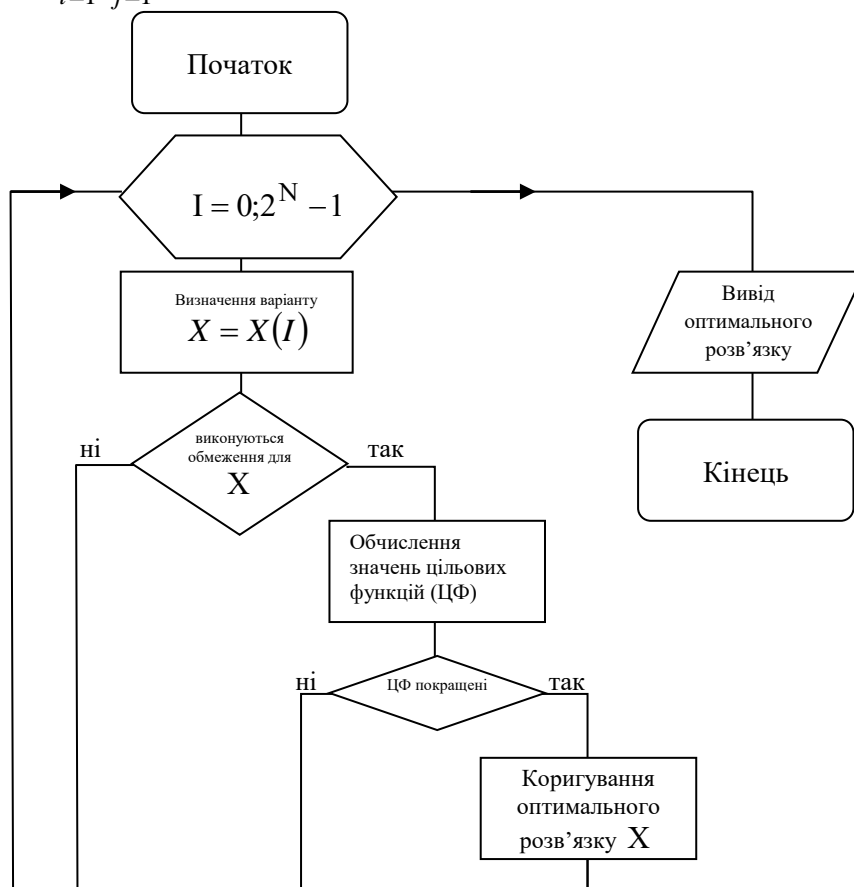 Початок
I = 0;2^N − 1
Визначення варіанту
X = X(I)
виконуються
обмеження для
X
ні
так
Обчислення
значень цільових
функцій (ЦФ)
ЦФ покращені
ні
так
Коригування
оптимального
розв’язку X
Вивід
оптимального
розв’язку
Кінець